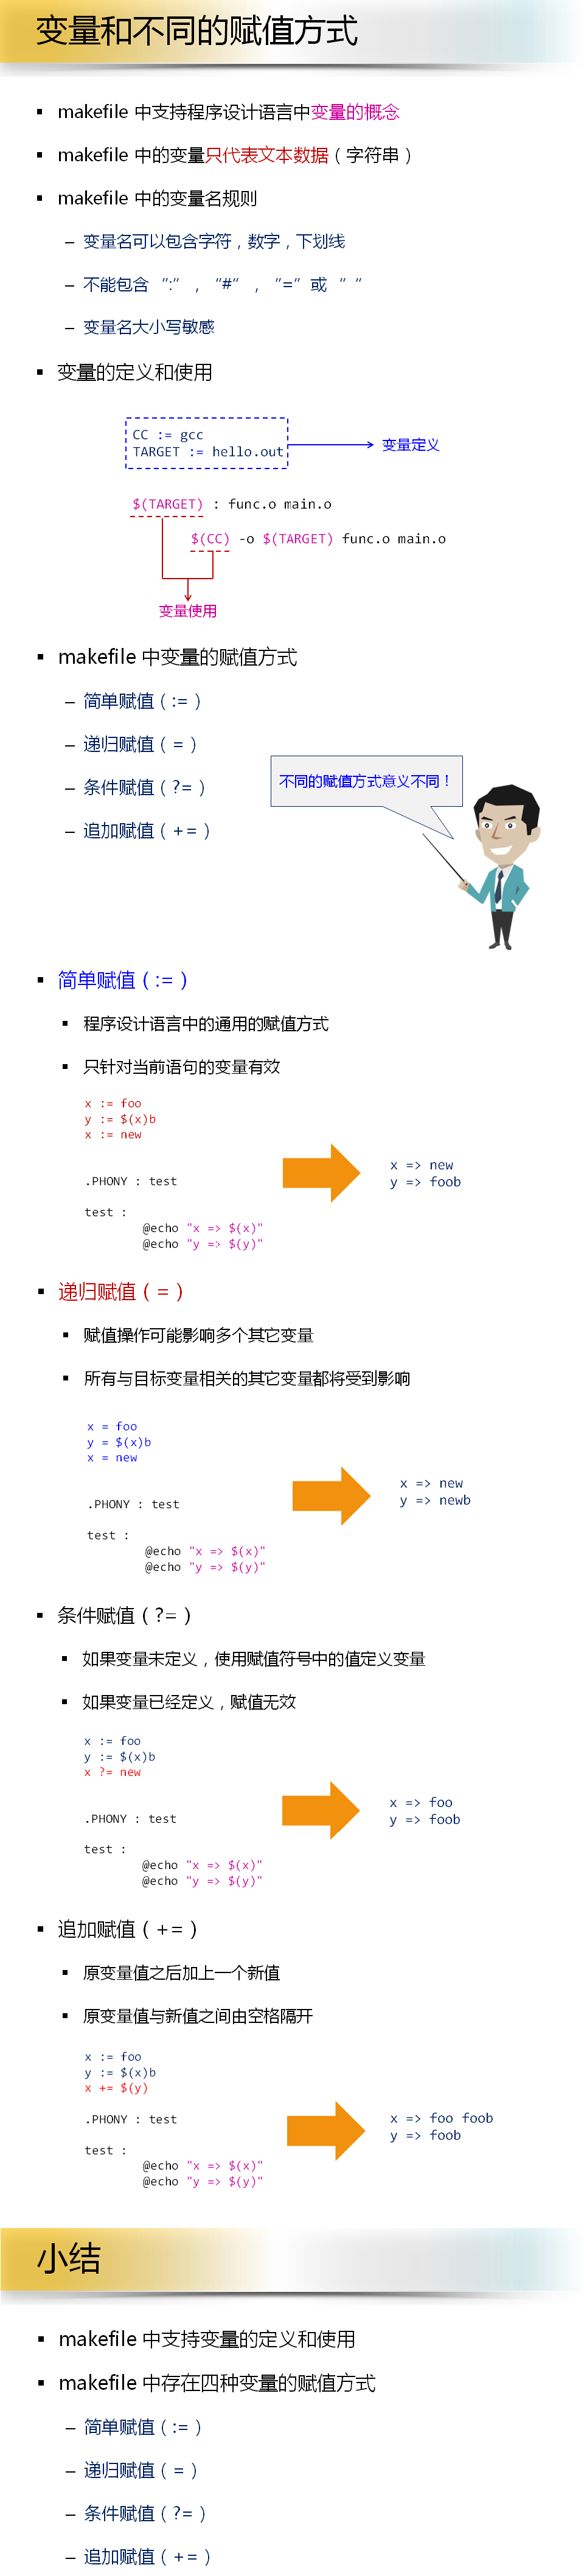 变量和不同的赋值方式
makefile 中支持程序设计语言中变量的概念
makefile 中的变量只代表文本数据（字符串）
makefile 中的变量名规则
– 变量名可以包含字符，数字，下划线
– 不能包含 “:” ， “#” ， “=”或 ” “
– 变量名大小写敏感
变量的定义和使用
CC := gcc
TARGET := hello.out
变量定义
$(TARGET) : func.o main.o
$(CC) -o $(TARGET) func.o main.o
变量使用
makefile 中变量的赋值方式
– 简单赋值（:=）
– 递归赋值（=）
– 条件赋值（?=）
– 追加赋值（+=）
不同的赋值方式意义不同！
简单赋值（:=）
程序设计语言中的通用的赋值方式
只针对当前语句的变量有效
x := foo
y := $(x)b
x := new
.PHONY : test
test :
@echo "x => $(x)"
@echo "y => $(y)"
x => new
y => foob
递归赋值（=）
赋值操作可能影响多个其它变量
所有与目标变量相关的其它变量都将受到影响
x = foo
y = $(x)b
x = new
.PHONY : test
test :
@echo "x => $(x)"
@echo "y => $(y)"
x => new
y => newb
条件赋值（?=）
如果变量未定义，使用赋值符号中的值定义变量
如果变量已经定义，赋值无效
x := foo
y := $(x)b
x ?= new
.PHONY : test
test :
@echo "x => $(x)"
@echo "y => $(y)"
x => foo
y => foob
追加赋值（+=）
原变量值之后加上一个新值
原变量值与新值之间由空格隔开
x := foo
y := $(x)b
x += $(y)
.PHONY : test
test :
@echo "x => $(x)"
@echo "y => $(y)"
x => foo foob
y => foob
小结
makefile 中支持变量的定义和使用
makefile 中存在四种变量的赋值方式
– 简单赋值（:=）
– 递归赋值（=）
– 条件赋值（?=）
– 追加赋值（+=）